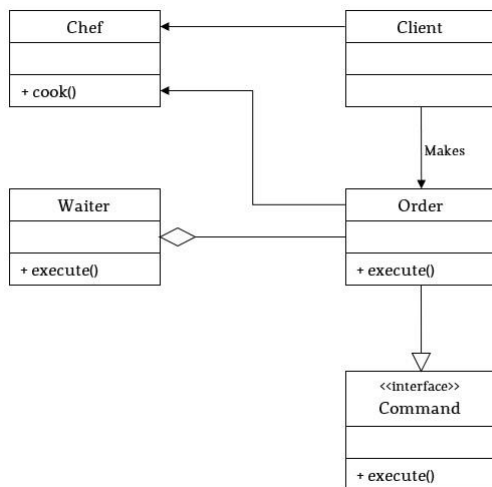 Chef
Client
+ cook()
Makes
Waiter
Order
+ execute()
+ execute()
<<interface>>
Command
+ execute()